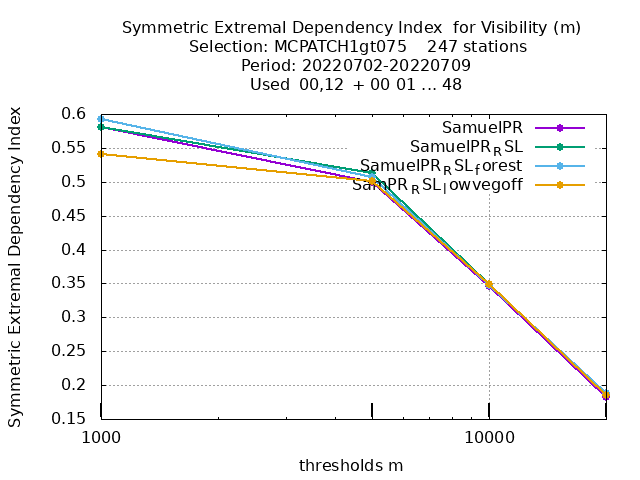 Symmetric Extremal Dependency Index  for Visibility (m)
Selection: MCPATCH1gt075    247 stations
Period: 20220702-20220709
Used  00,12  + 00 01 ... 48
Symmetric Extremal Dependency Index
0.6
0.55
0.5
0.45
0.4
0.35
0.3
0.25
0.2
0.15
SamuelPR
SamuelPR_RSL
SamuelPR_RSL_forest
SamPR_RSL_lowvegoff
1000
10000
thresholds m